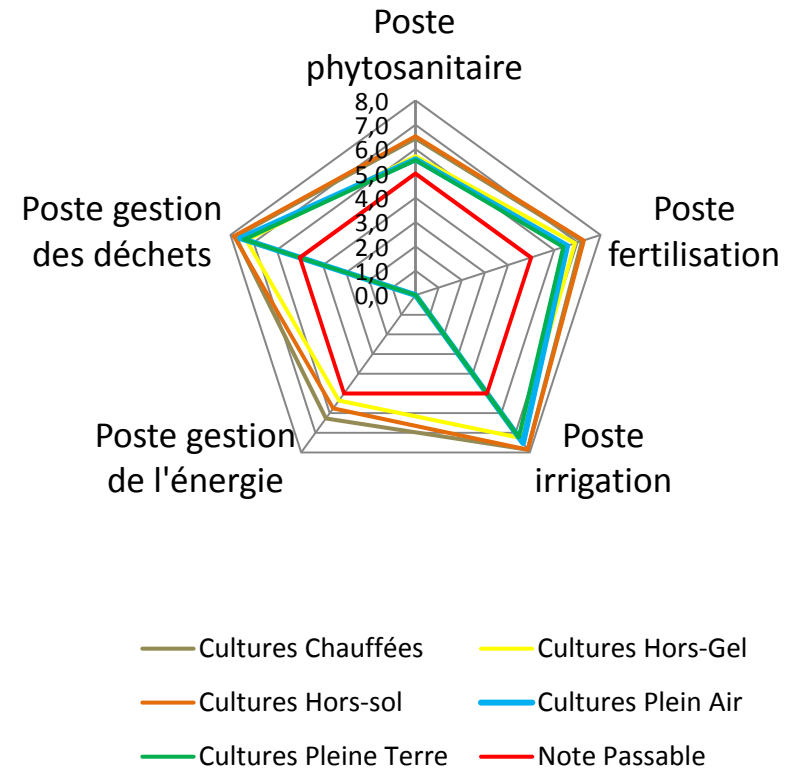 Poste
phytosanitaire
8,0
7,0
6,0
5,0
4,0
3,0
2,0
1,0
0,0
Poste
fertilisation
Poste
irrigation
Poste gestion
de l'énergie
Poste gestion
des déchets
Cultures Chauffées
Cultures Hors-Gel
Cultures Hors-sol
Cultures Plein Air
Cultures Pleine Terre
Note Passable